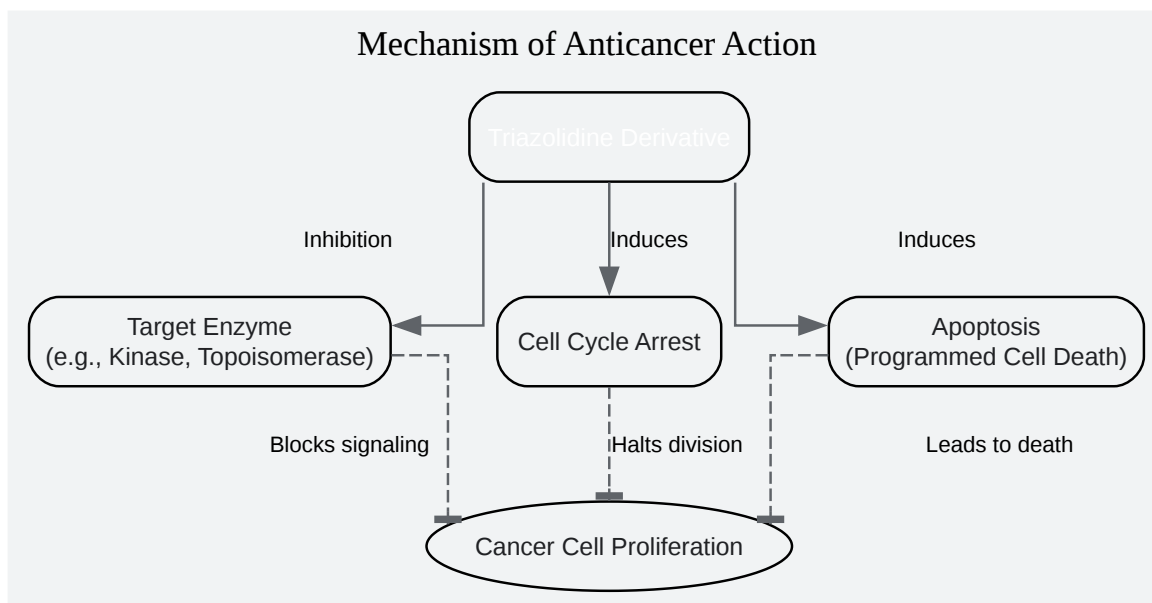 Mechanism of Anticancer Action
Triazolidine Derivative
Inhibition
Induces
Induces
Target Enzyme
(e.g., Kinase, Topoisomerase)
Cell Cycle Arrest
Apoptosis
(Programmed Cell Death)
Blocks signaling
Halts division
Leads to death
Cancer Cell Proliferation